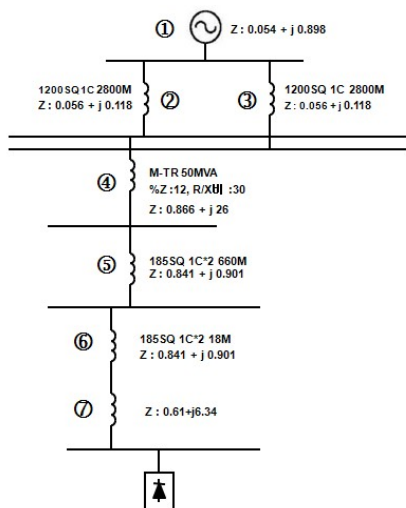 ① Z : 0.054 + j 0.898
1200SQ 1C 2800M
Z : 0.056 + j 0.118
②
③
1200SQ 1C 2800M
Z : 0.056 + j 0.118
④
M-TR 50MVA
%Z :12, R/X비 :30
Z : 0.866 + j 26
⑤
185SQ 1C*2 660M
Z : 0.841 + j 0.901
⑥
185SQ 1C*2 18M
Z : 0.841 + j 0.901
⑦
Z : 0.61+j6.34